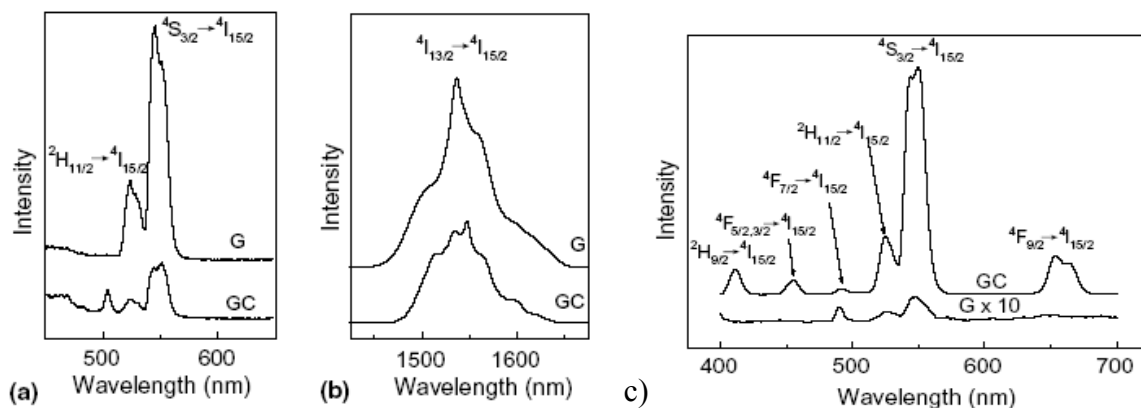 ⁴S₃/₂→⁴I₁₅/₂
²H₁₁/₂→⁴I₁₅/₂
Intensity
G
GC
500 600
Wavelength (nm)
(a)
⁴I₁₃/₂→⁴I₁₅/₂
Intensity
G
GC
1500 1600
Wavelength (nm)
(b)
⁴S₃/₂→⁴I₁₅/₂
²H₁₁/₂→⁴I₁₅/₂
⁴F₇/₂→⁴I₁₅/₂
⁴F₅/₂,₃/₂→⁴I₁₅/₂
²H₉/₂→⁴I₁₅/₂
⁴F₉/₂→⁴I₁₅/₂
Intensity
GC
G x 10
400 500 600 700
Wavelength (nm)
c)